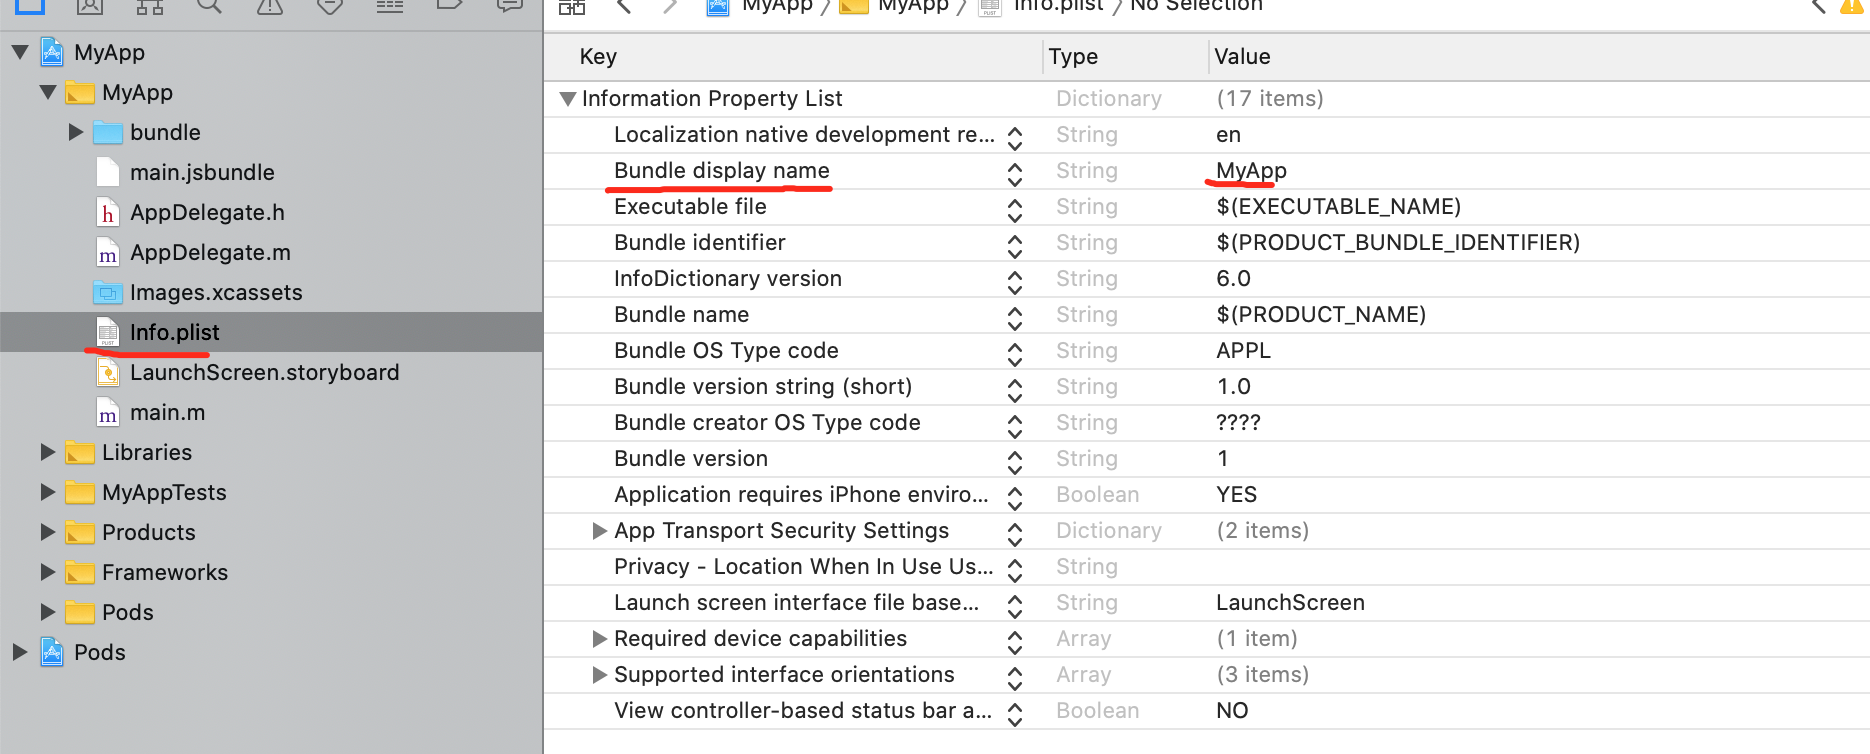 MyApp MyApp Info.plist No Selection
MyApp
MyApp
bundle
main.jsbundle
h AppDelegate.h
m AppDelegate.m
Images.xcassets
PLIST Info.plist
LaunchScreen.storyboard
m main.m
Libraries
MyAppTests
Products
Frameworks
Pods
Pods
Key Type Value
Information Property List Dictionary (17 items)
Localization native development re... String en
Bundle display name String MyApp
Executable file String $(EXECUTABLE_NAME)
Bundle identifier String $(PRODUCT_BUNDLE_IDENTIFIER)
InfoDictionary version String 6.0
Bundle name String $(PRODUCT_NAME)
Bundle OS Type code String APPL
Bundle version string (short) String 1.0
Bundle creator OS Type code String ????
Bundle version String 1
Application requires iPhone enviro... Boolean YES
App Transport Security Settings Dictionary (2 items)
Privacy - Location When In Use Us... String
Launch screen interface file base... String LaunchScreen
Required device capabilities Array (1 item)
Supported interface orientations Array (3 items)
View controller-based status bar a... Boolean NO